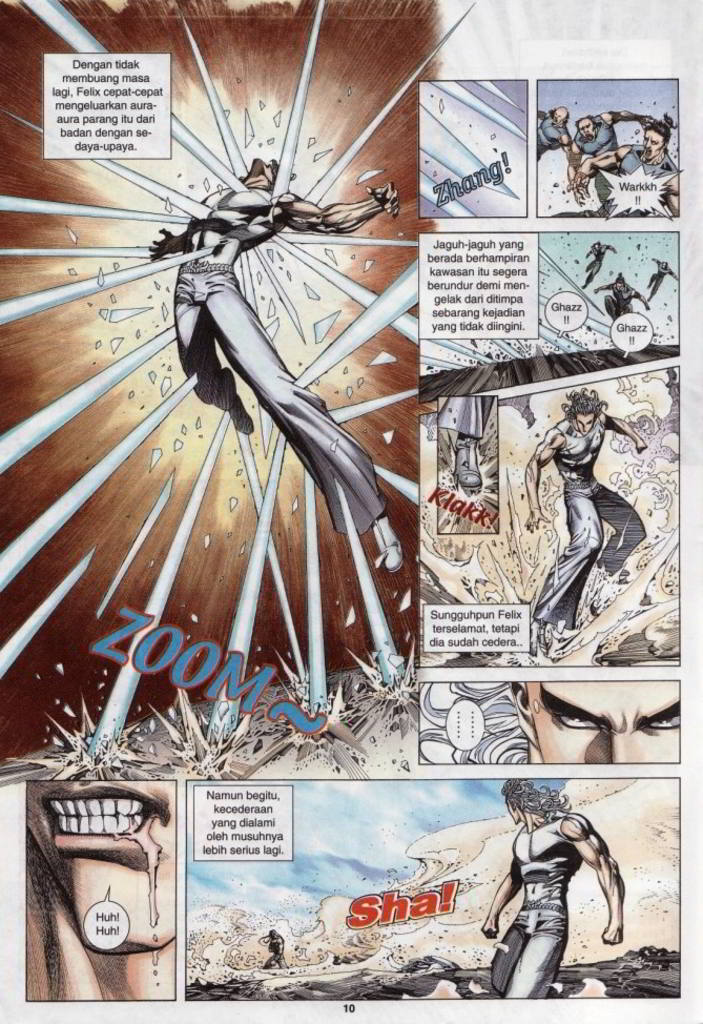 Dengan tidak
membuang masa
lagi, Felix cepat-cepat
mengeluarkan aura-
aura parang itu dari
badan dengan se-
daya-upaya.
ZOOM~
Zhang!
Warkkh
!!
Jaguh-jaguh yang
berada berhampiran
kawasan itu segera
berundur demi men-
gelak dari ditimpa
sebarang kejadian
yang tidak diingini.
Ghazz
!!
Ghazz
!!
Klakk!
Sungguhpun Felix
terselamat, tetapi
dia sudah cedera..
......
Huh!
Huh!
Namun begitu,
kecederaan
yang dialami
oleh musuhnya
lebih serius lagi.
Sha!
10